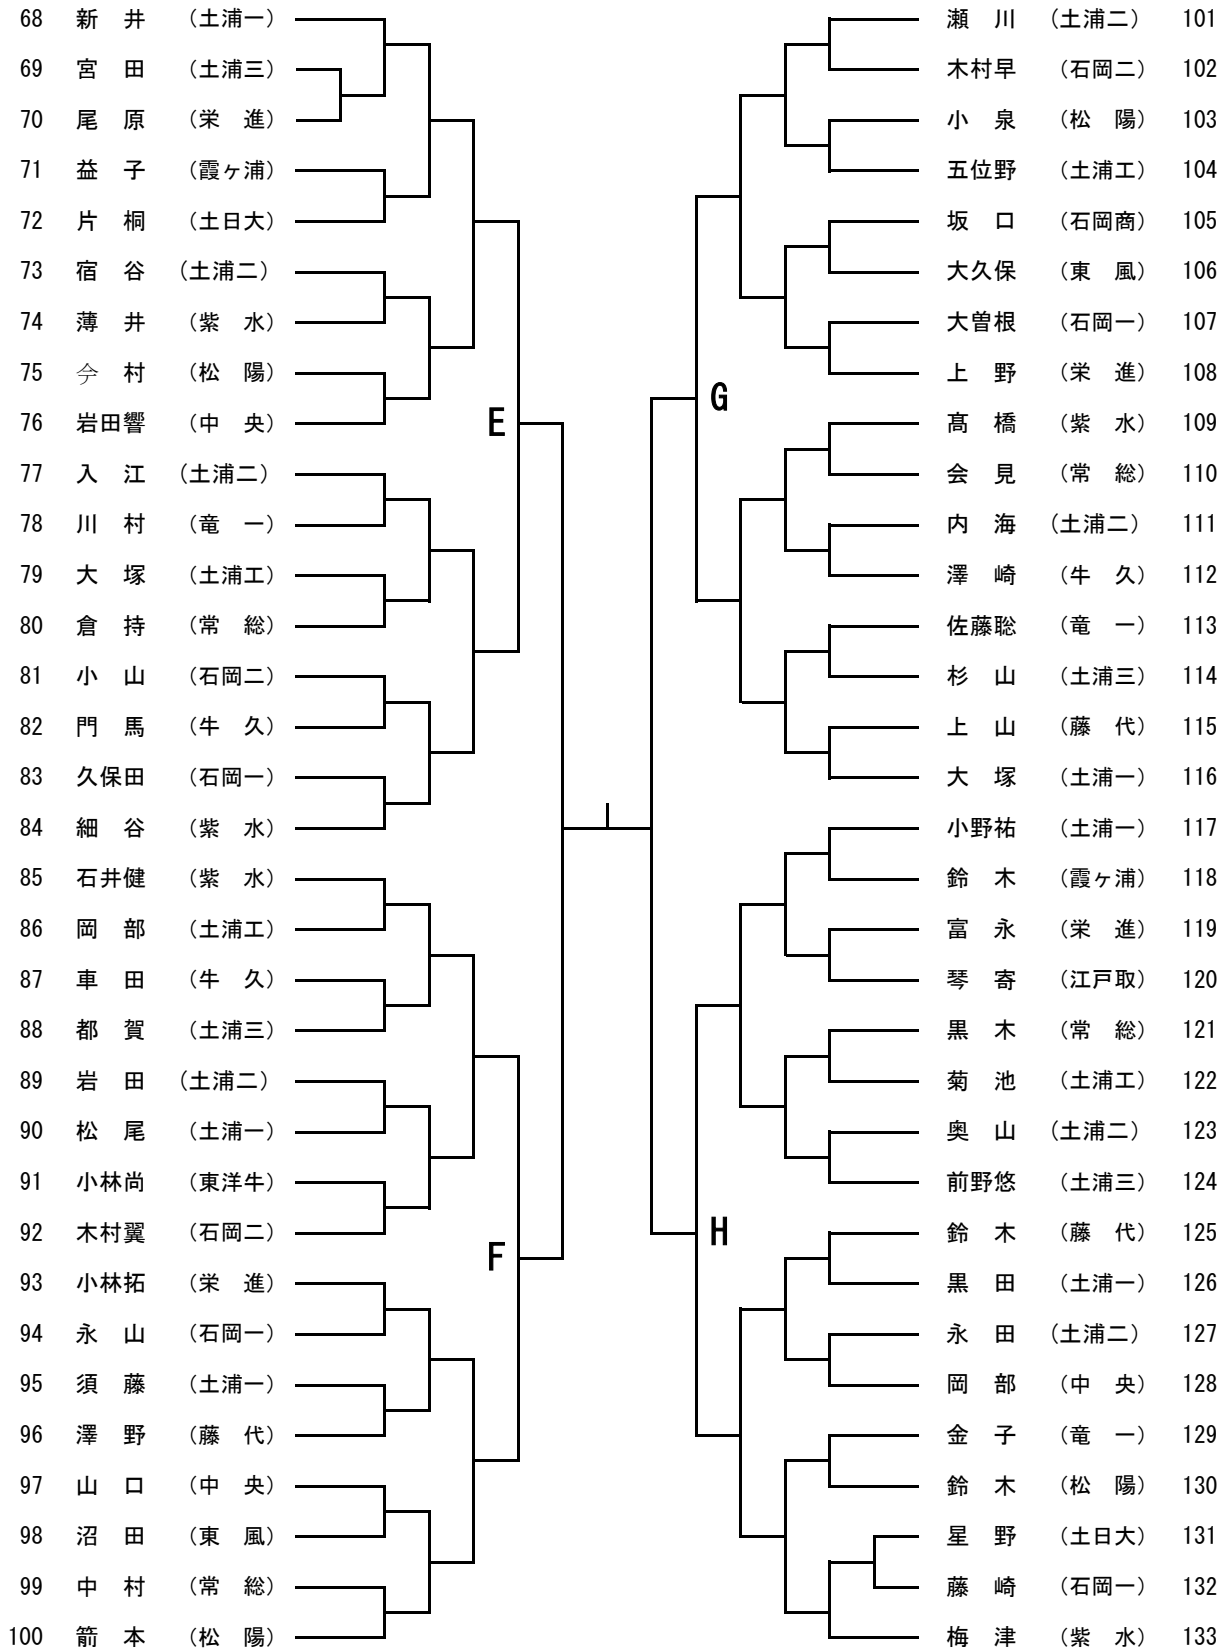 68 新 井 (土浦一)
69 宮 田 (土浦三)
70 尾 原 (栄 進)
71 益 子 (霞ヶ浦)
72 片 桐 (土日大)
73 宿 谷 (土浦二)
74 薄 井 (紫 水)
75 今 村 (松 陽)
76 岩田響 (中 央)
E
77 入 江 (土浦二)
78 川 村 (竜 一)
79 大 塚 (土浦工)
80 倉 持 (常 総)
81 小 山 (石岡二)
82 門 馬 (牛 久)
83 久保田 (石岡一)
84 細 谷 (紫 水)
85 石井健 (紫 水)
86 岡 部 (土浦工)
87 車 田 (牛 久)
88 都 賀 (土浦三)
89 岩 田 (土浦二)
90 松 尾 (土浦一)
91 小林尚 (東洋牛)
92 木村翼 (石岡二)
F
93 小林拓 (栄 進)
94 永 山 (石岡一)
95 須 藤 (土浦一)
96 澤 野 (藤 代)
97 山 口 (中 央)
98 沼 田 (東 風)
99 中 村 (常 総)
100 箭 本 (松 陽)
瀬 川 (土浦二) 101
木村早 (石岡二) 102
小 泉 (松 陽) 103
五位野 (土浦工) 104
坂 口 (石岡商) 105
大久保 (東 風) 106
大曽根 (石岡一) 107
上 野 (栄 進) 108
G
髙 橋 (紫 水) 109
会 見 (常 総) 110
内 海 (土浦二) 111
澤 崎 (牛 久) 112
佐藤聡 (竜 一) 113
杉 山 (土浦三) 114
上 山 (藤 代) 115
大 塚 (土浦一) 116
小野祐 (土浦一) 117
鈴 木 (霞ヶ浦) 118
富 永 (栄 進) 119
琴 寄 (江戸取) 120
黒 木 (常 総) 121
菊 池 (土浦工) 122
奥 山 (土浦二) 123
前野悠 (土浦三) 124
H
鈴 木 (藤 代) 125
黒 田 (土浦一) 126
永 田 (土浦二) 127
岡 部 (中 央) 128
金 子 (竜 一) 129
鈴 木 (松 陽) 130
星 野 (土日大) 131
藤 崎 (石岡一) 132
梅 津 (紫 水) 133